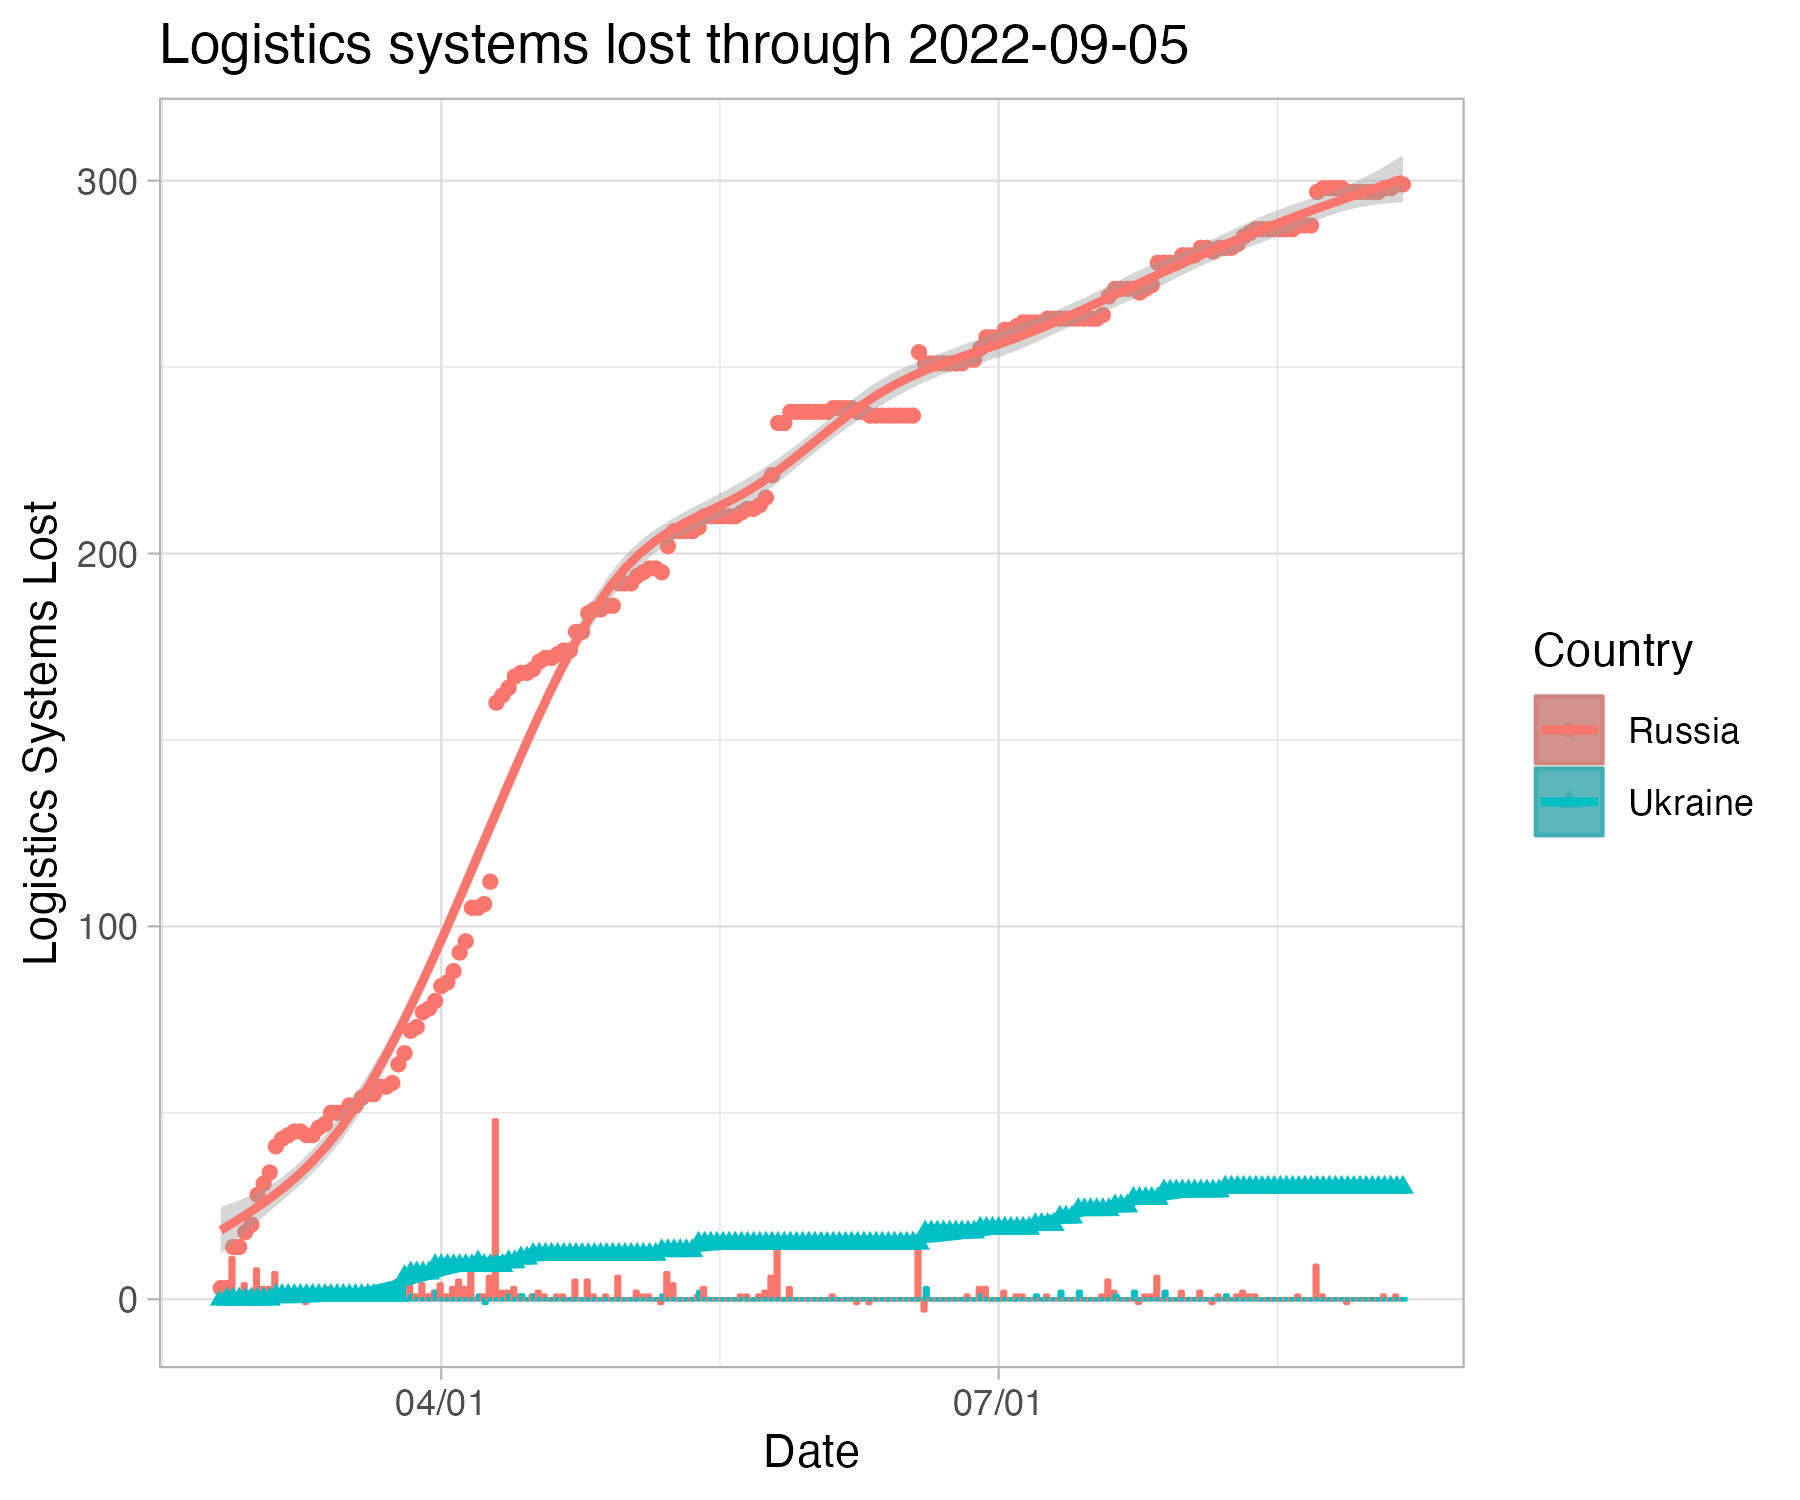 Logistics systems lost through 2022-09-05
Logistics Systems Lost
300
200
100
0
04/01
07/01
Date
Country
Russia
Ukraine